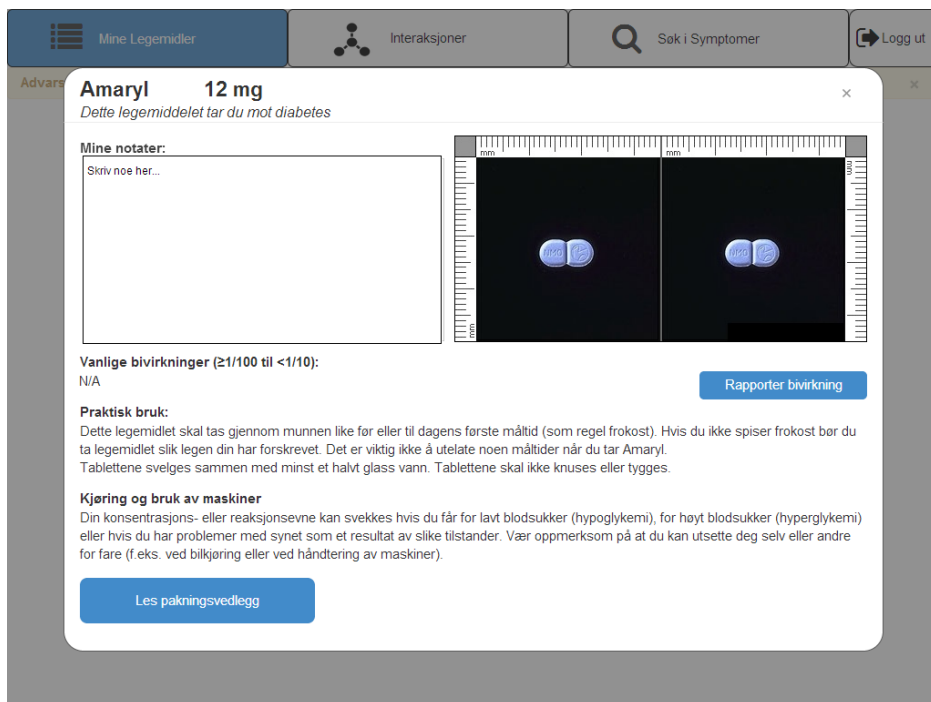 Mine Legemidler
Interaksjoner
Søk i Symptomer
Logg ut
Advars
×
Amaryl 12 mg
×
Dette legemiddelet tar du mot diabetes
Mine notater:
Skriv noe her...
mm
mm
mm
mm
NMO
NMO
Vanlige bivirkninger (≥1/100 til <1/10):
N/A
Rapporter bivirkning
Praktisk bruk:
Dette legemidlet skal tas gjennom munnen like før eller til dagens første måltid (som regel frokost). Hvis du ikke spiser frokost bør du
ta legemidlet slik legen din har forskrevet. Det er viktig ikke å utelate noen måltider når du tar Amaryl.
Tablettene svelges sammen med minst et halvt glass vann. Tablettene skal ikke knuses eller tygges.
Kjøring og bruk av maskiner
Din konsentrasjons- eller reaksjonsevne kan svekkes hvis du får for lavt blodsukker (hypoglykemi), for høyt blodsukker (hyperglykemi)
eller hvis du har problemer med synet som et resultat av slike tilstander. Vær oppmerksom på at du kan utsette deg selv eller andre
for fare (f.eks. ved bilkjøring eller ved håndtering av maskiner).
Les pakningsvedlegg